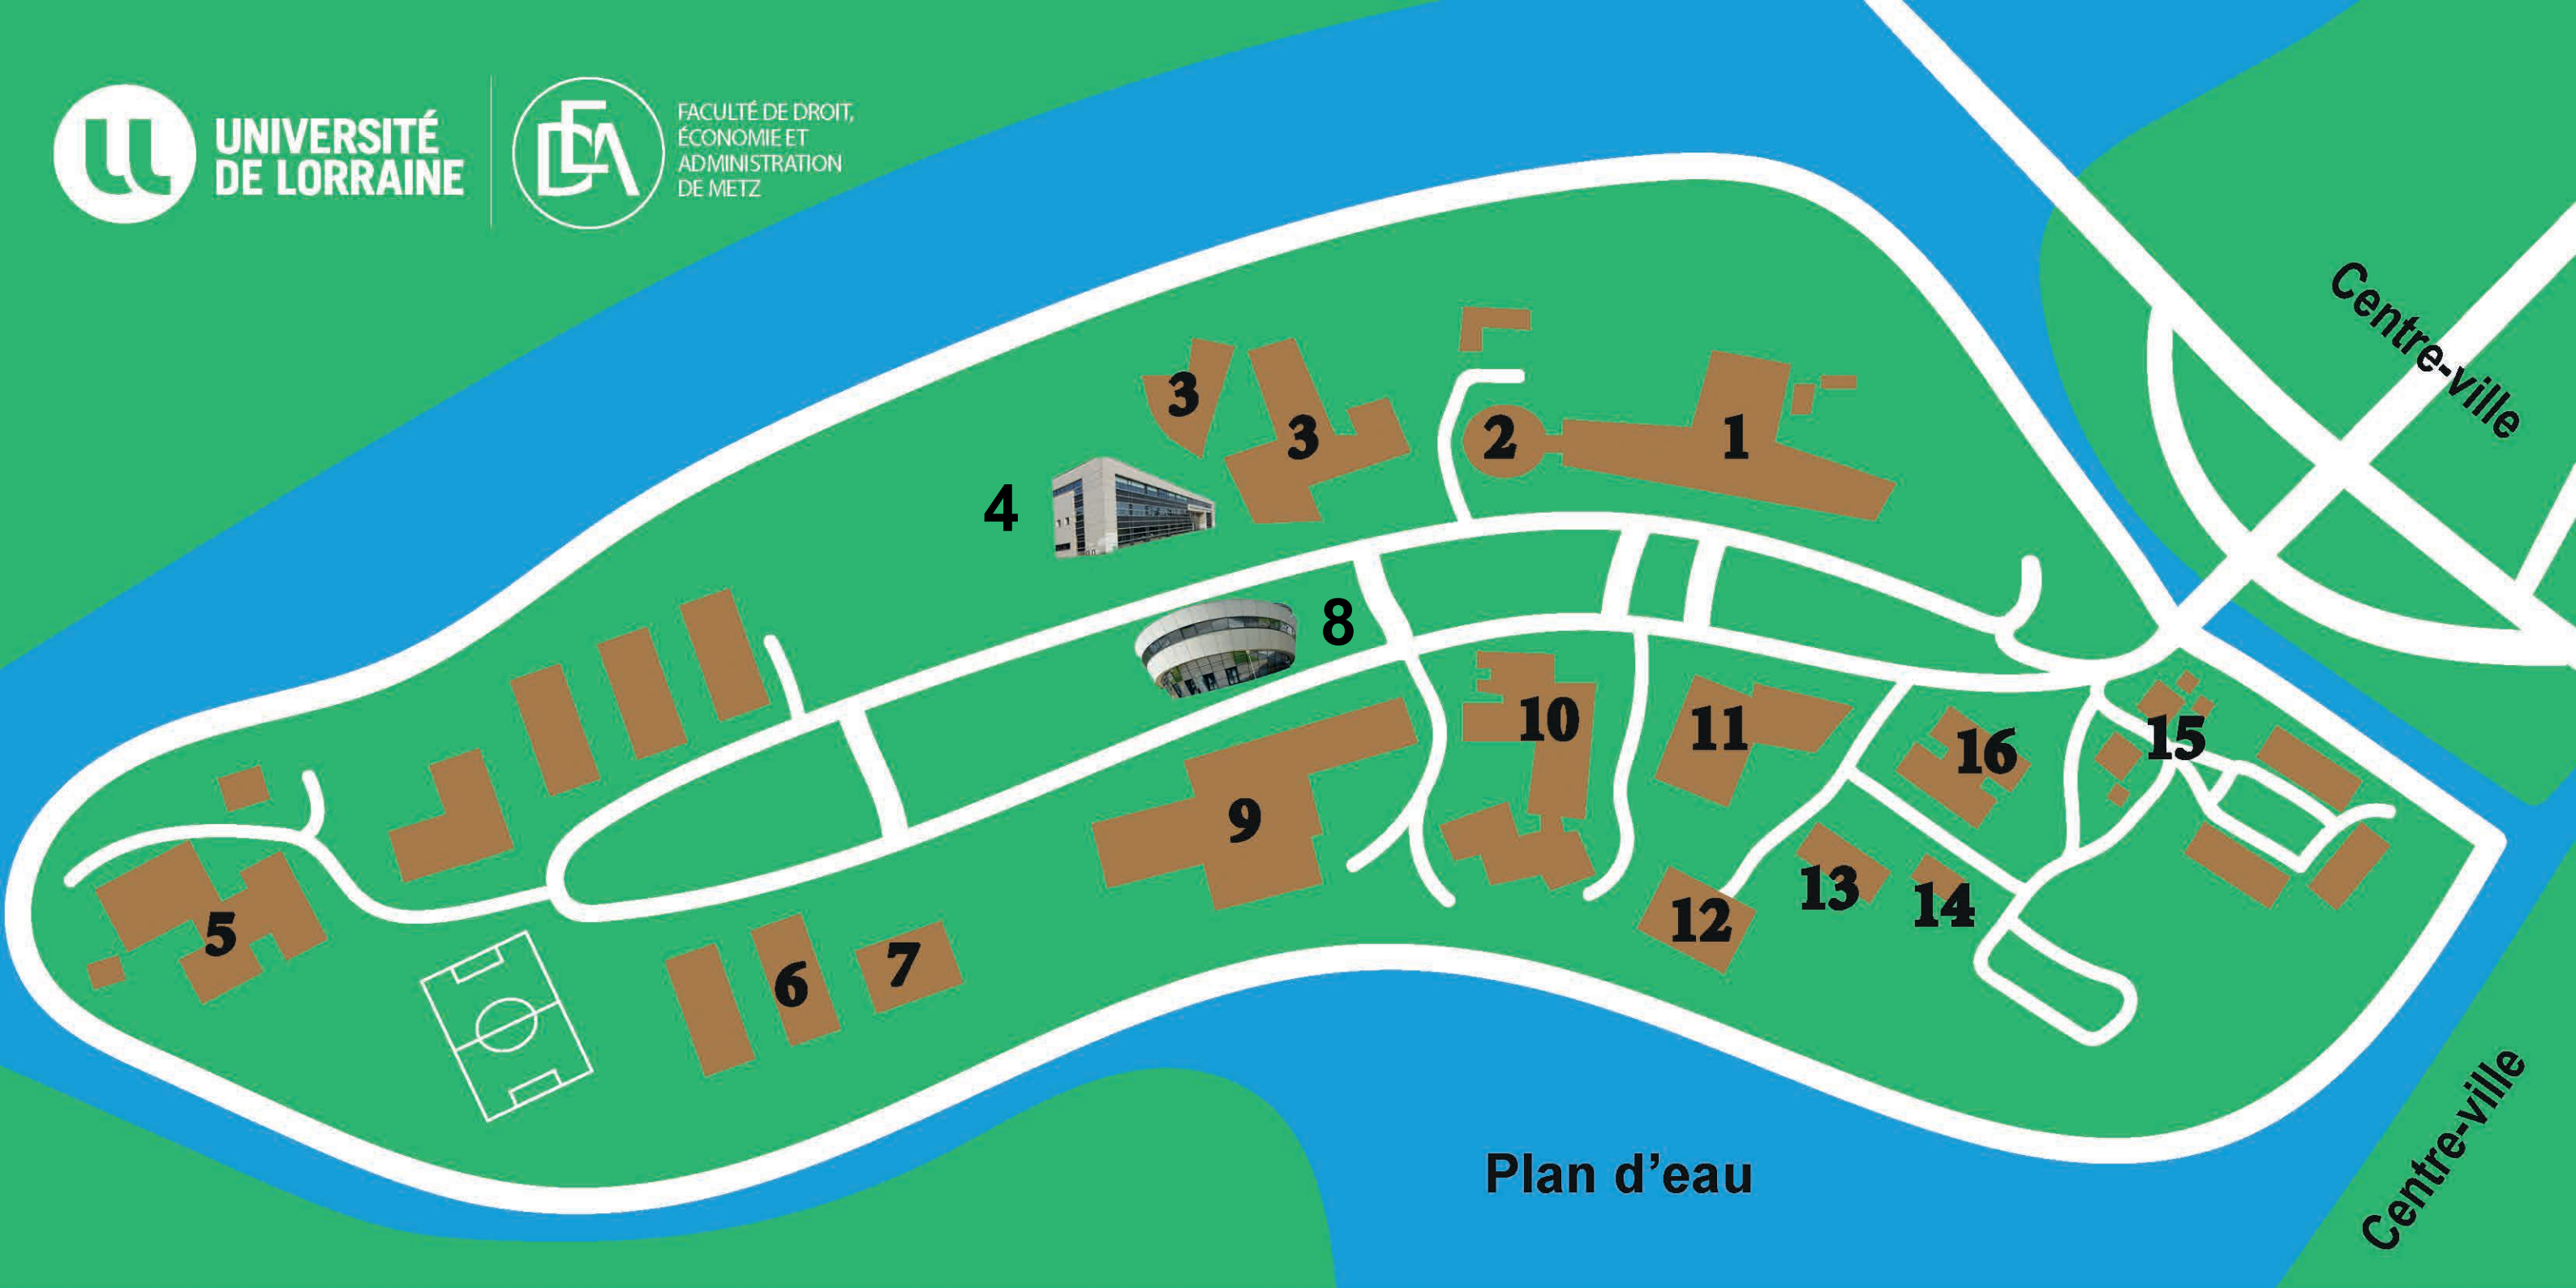 UNIVERSITÉ
DE LORRAINE
DEA
FACULTÉ DE DROIT,
ÉCONOMIE ET
ADMINISTRATION
DE METZ
Centre-ville
3
3
2
1
4
8
10
11
16
15
9
13
14
12
5
6
7
Plan d’eau
Centre-ville